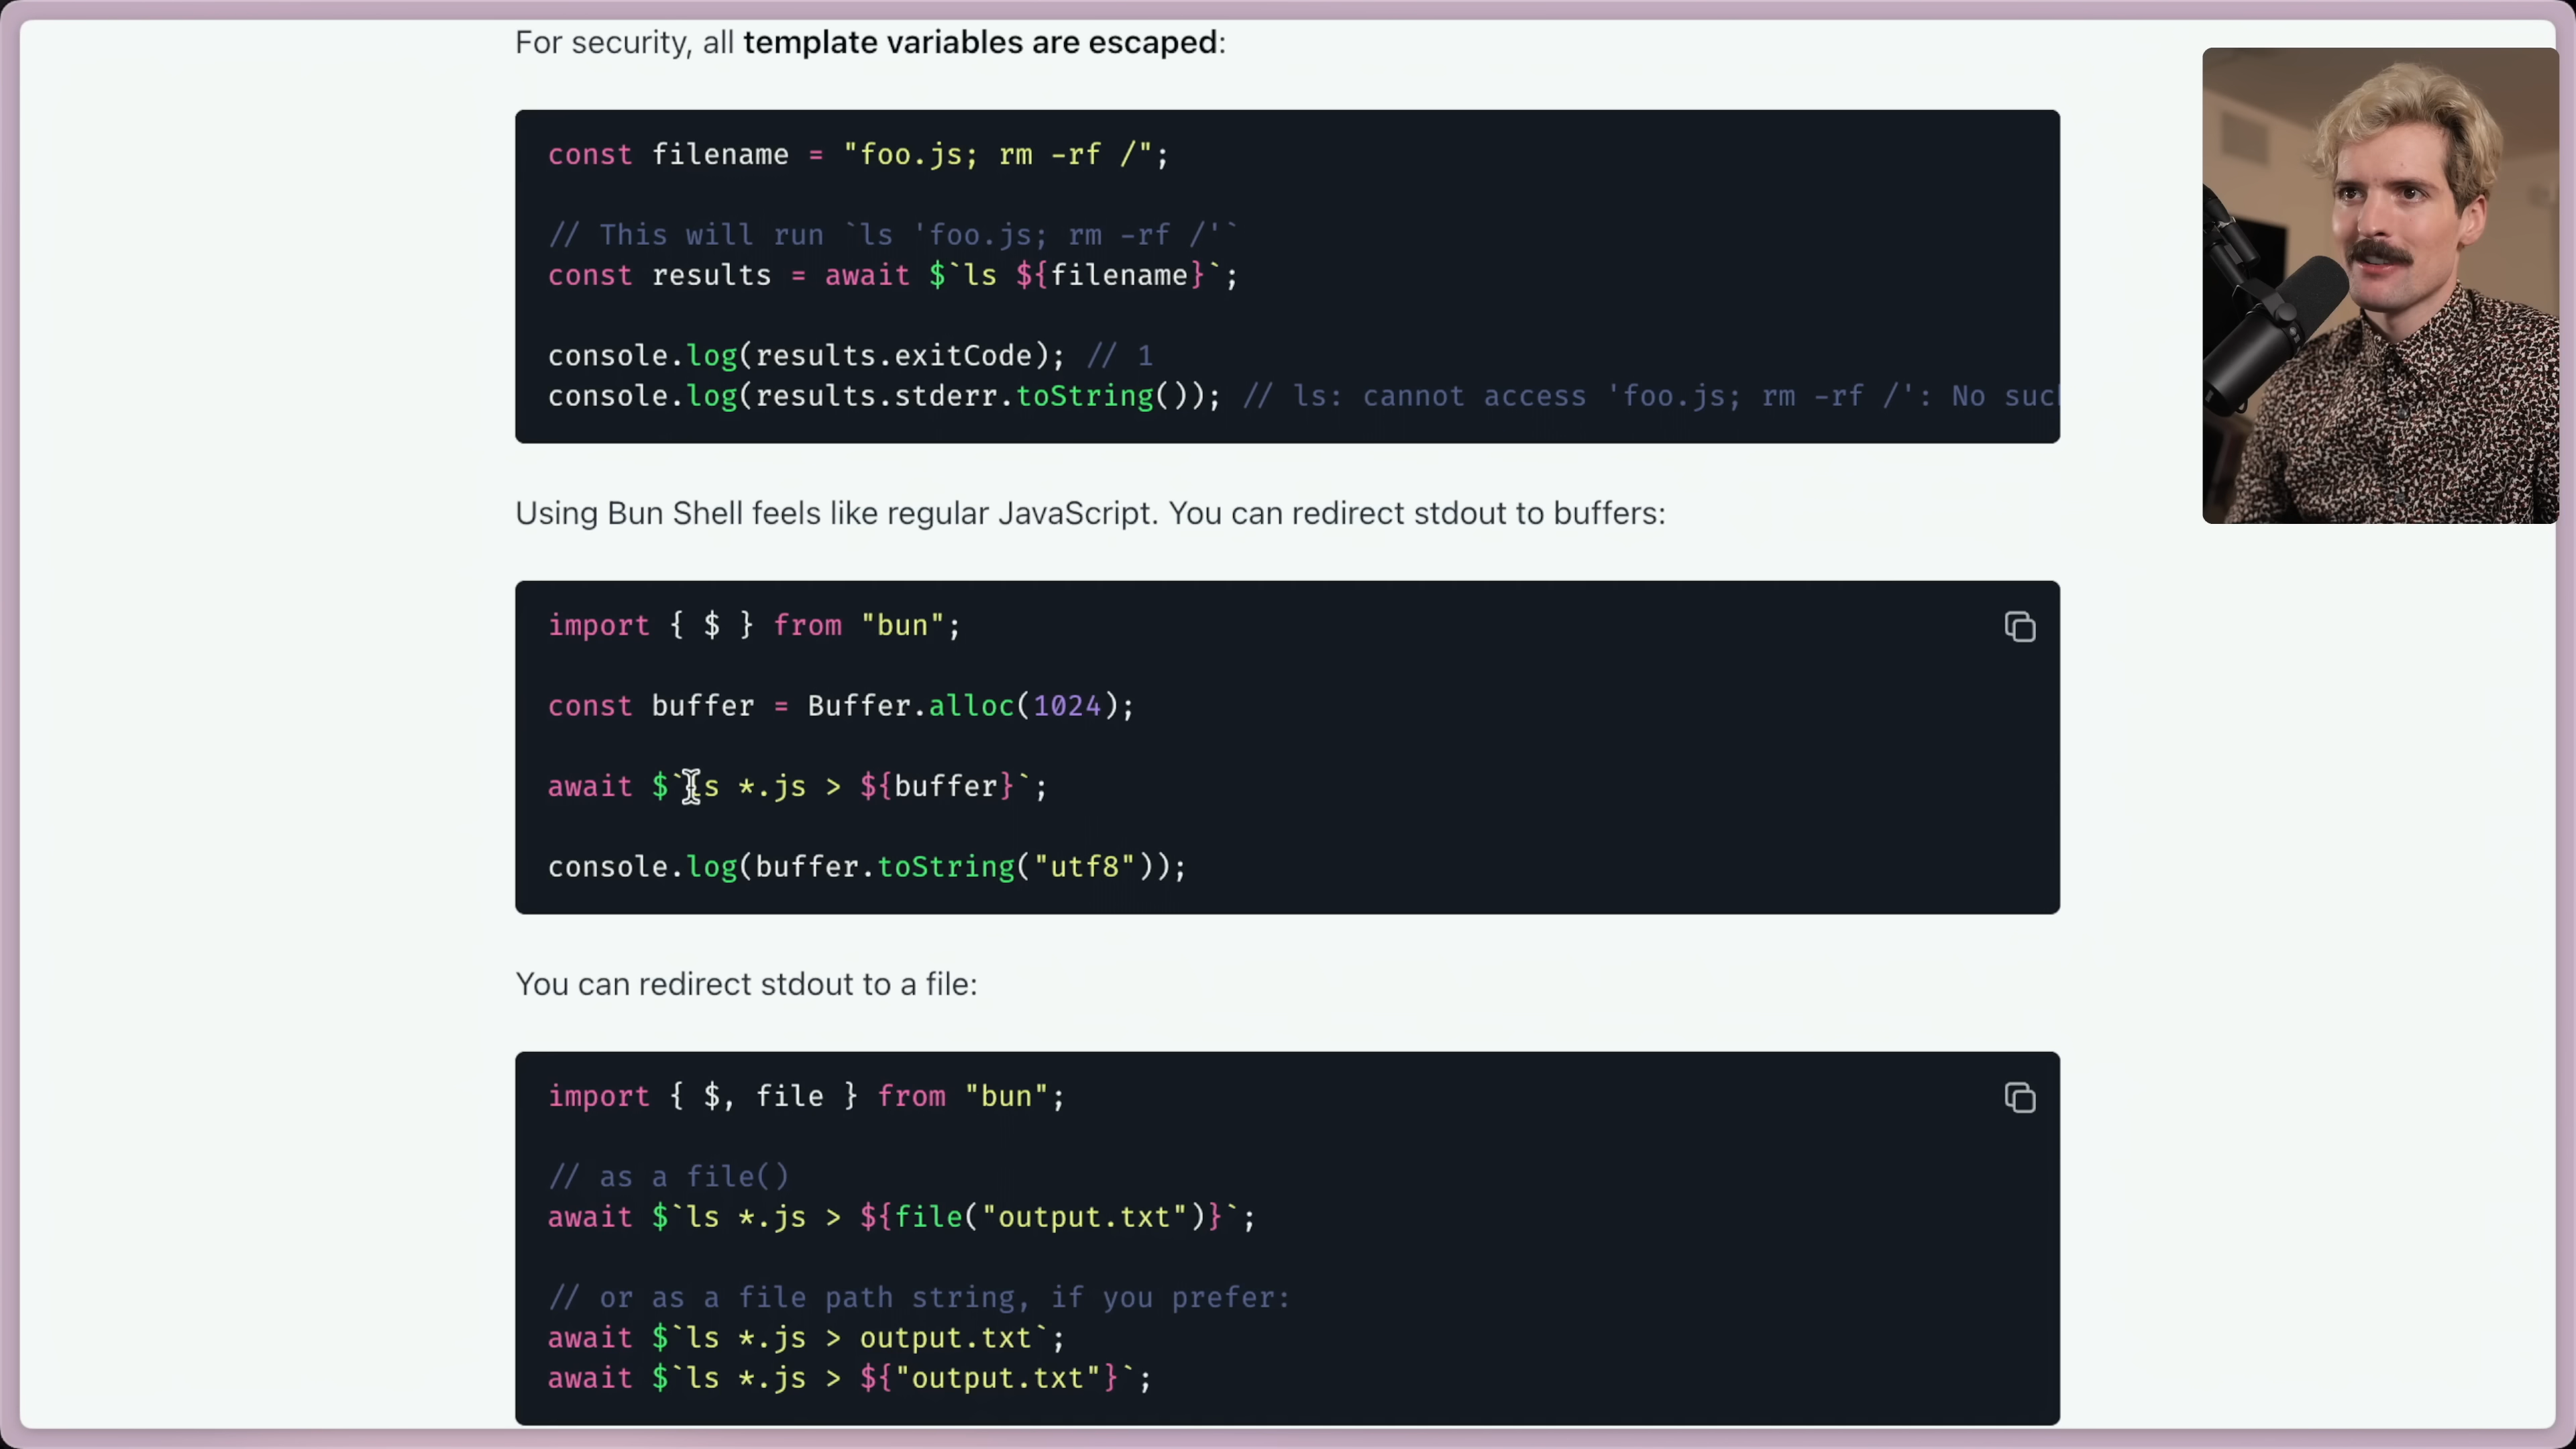 For security, all template variables are escaped:
const filename = "foo.js; rm -rf /";
// This will run `ls 'foo.js; rm -rf /'`
const results = await $`ls ${filename}`;
console.log(results.exitCode); // 1
console.log(results.stderr.toString()); // ls: cannot access 'foo.js; rm -rf /': No suc
Using Bun Shell feels like regular JavaScript. You can redirect stdout to buffers:
import { $ } from "bun";
const buffer = Buffer.alloc(1024);
await $`ls *.js > ${buffer}`;
console.log(buffer.toString("utf8"));
You can redirect stdout to a file:
import { $, file } from "bun";
// as a file()
await $`ls *.js > ${file("output.txt")}`;
// or as a file path string, if you prefer:
await $`ls *.js > output.txt`;
await $`ls *.js > ${"output.txt"}`;